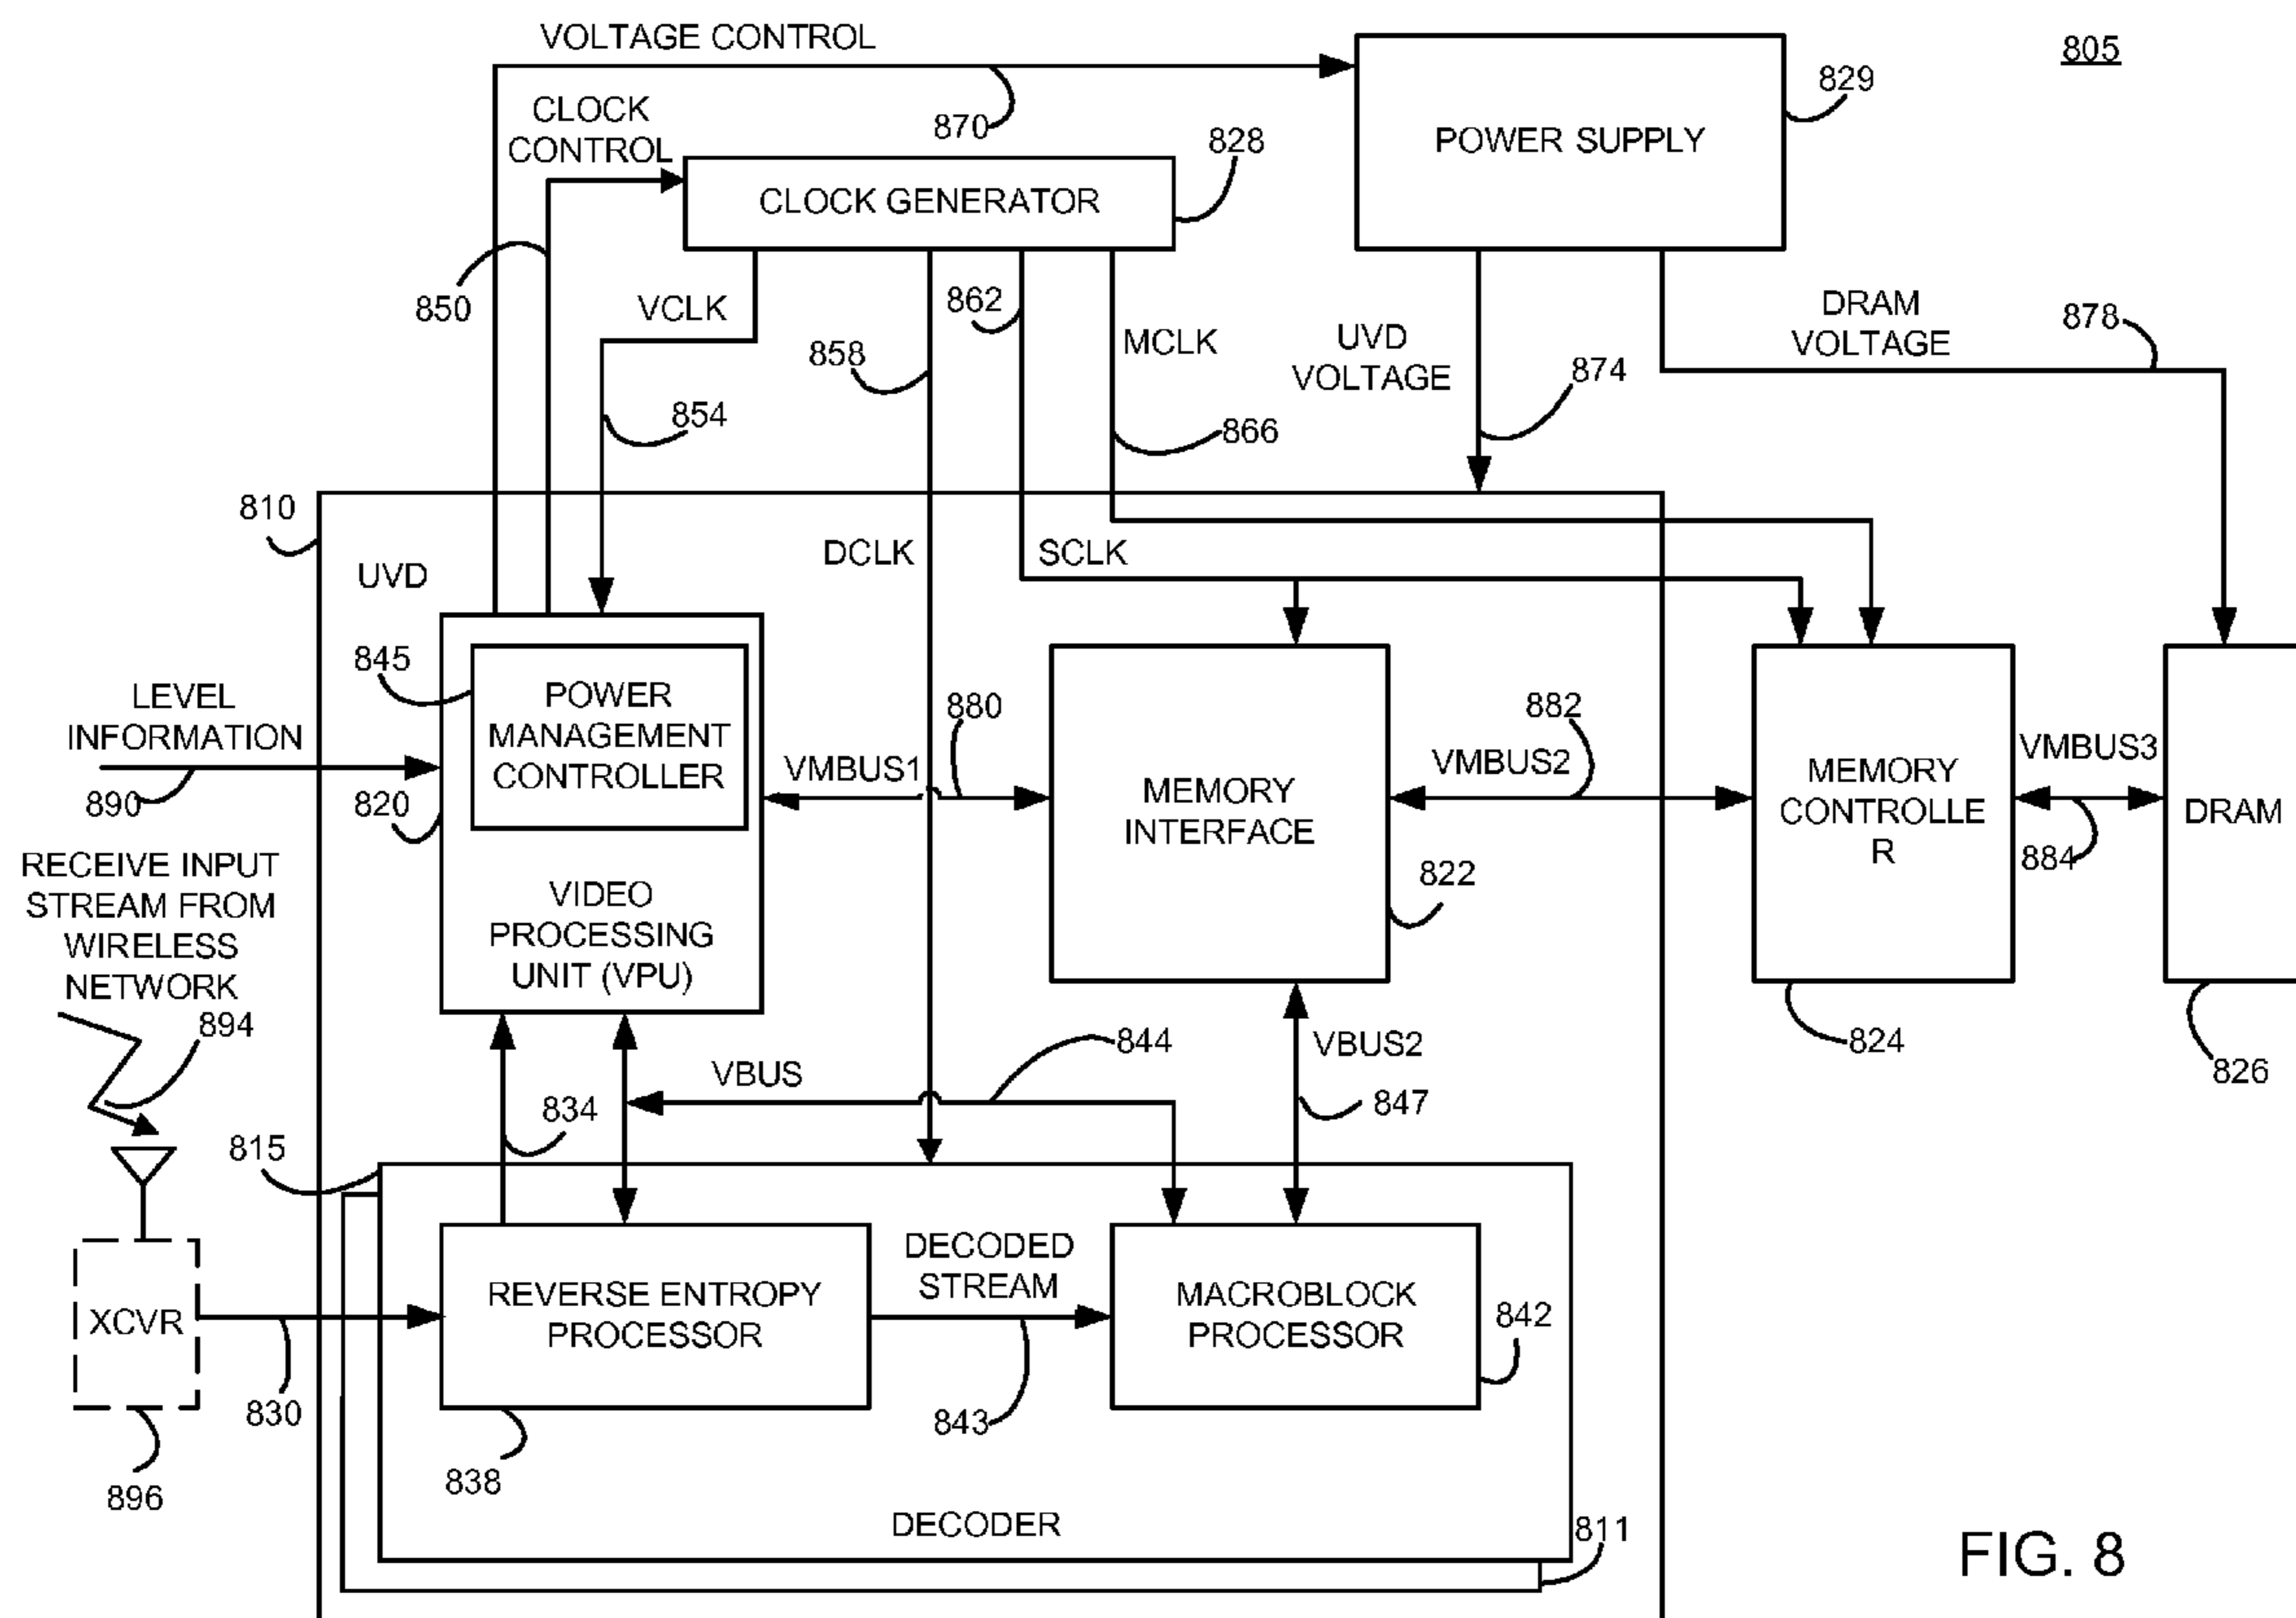 VOLTAGE CONTROL
805
829
CLOCK
CONTROL
870
POWER SUPPLY
828
CLOCK GENERATOR
850
VCLK
862
858
MCLK
UVD
VOLTAGE
874
DRAM
VOLTAGE
878
854
866
810
UVD
DCLK
SCLK
845
POWER
MANAGEMENT
CONTROLLER
LEVEL
INFORMATION
890
820
VMBUS1
880
MEMORY
INTERFACE
VMBUS2
882
MEMORY
CONTROLLE
R
VMBUS3
884
DRAM
822
VIDEO
PROCESSING
UNIT (VPU)
RECEIVE INPUT
STREAM FROM
WIRELESS
NETWORK
894
844
VBUS2
824
826
VBUS
834
847
815
XCVR
REVERSE ENTROPY
PROCESSOR
DECODED
STREAM
MACROBLOCK
PROCESSOR
842
830
843
838
896
DECODER
811
FIG. 8